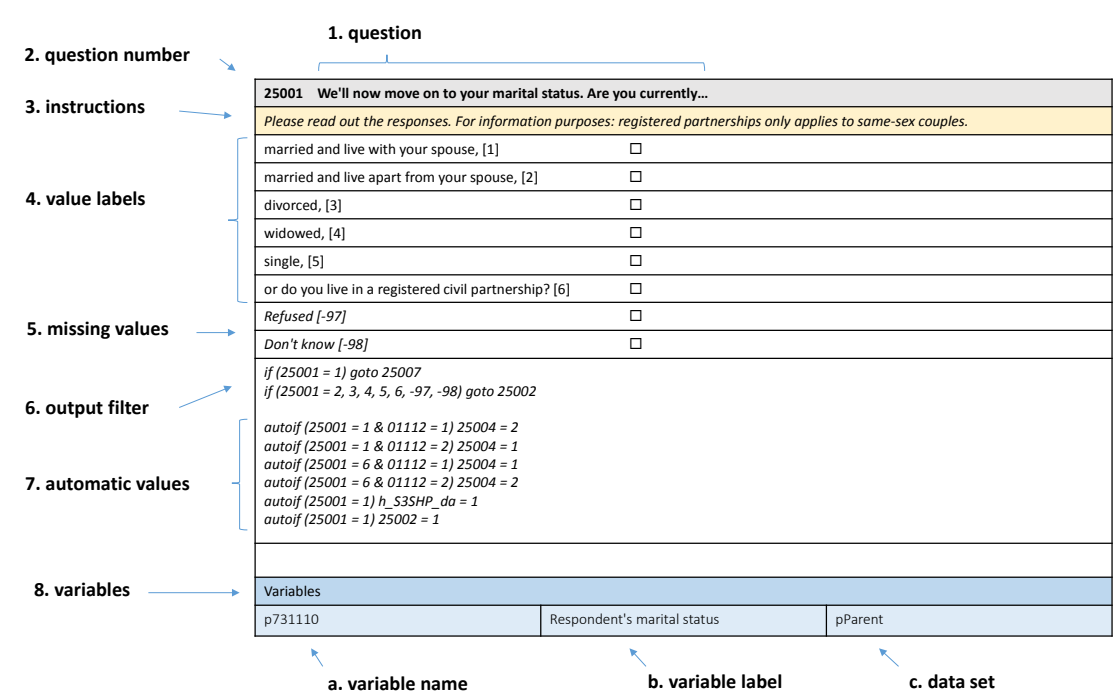 1. question
2. question number
25001 We'll now move on to your marital status. Are you currently...
3. instructions
Please read out the responses. For information purposes: registered partnerships only applies to same-sex couples.
married and live with your spouse, [1]
married and live apart from your spouse, [2]
4. value labels
divorced, [3]
widowed, [4]
single, [5]
or do you live in a registered civil partnership? [6]
5. missing values
Refused [-97]
Don't know [-98]
6. output filter
if (25001 = 1) goto 25007
if (25001 = 2, 3, 4, 5, 6, -97, -98) goto 25002
7. automatic values
autoif (25001 = 1 & 01112 = 1) 25004 = 2
autoif (25001 = 1 & 01112 = 2) 25004 = 1
autoif (25001 = 6 & 01112 = 1) 25004 = 1
autoif (25001 = 6 & 01112 = 2) 25004 = 2
autoif (25001 = 1) h_S3SHP_da = 1
autoif (25001 = 1) 25002 = 1
8. variables
Variables
p731110 Respondent's marital status pParent
a. variable name b. variable label c. data set